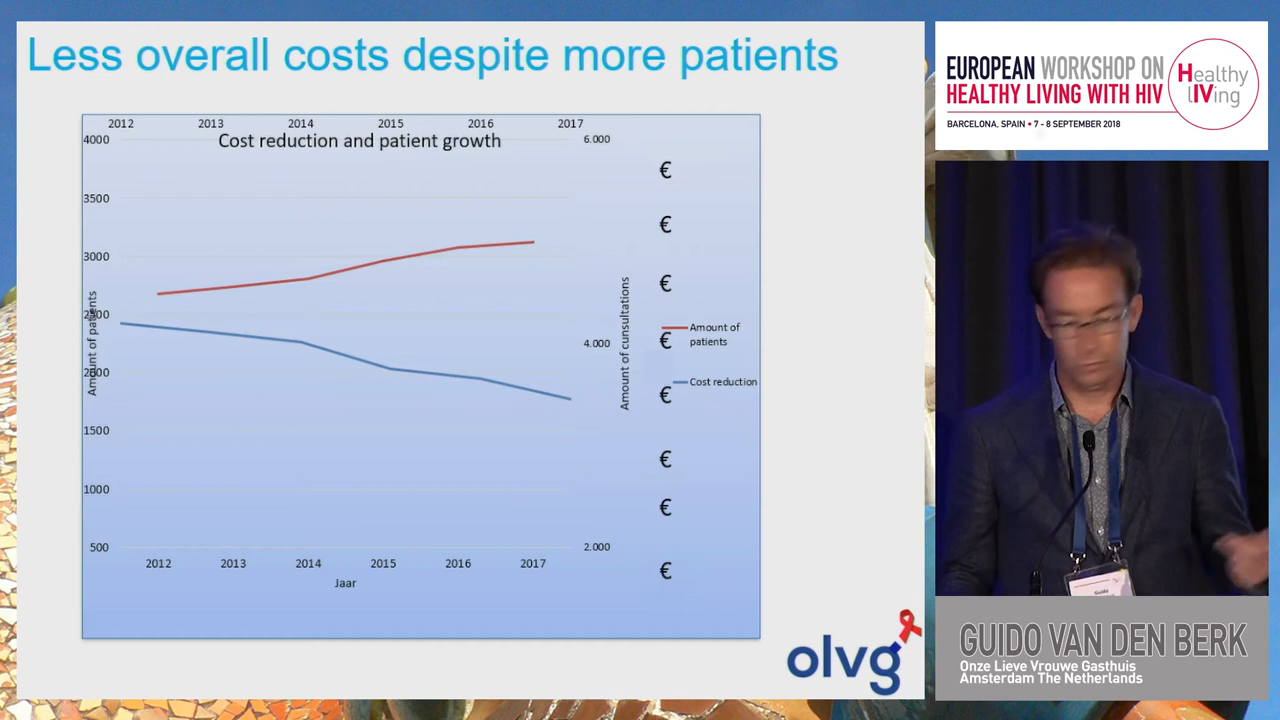 Less overall costs despite more patients
2012 2013 2014 2015 2016 2017
Cost reduction and patient growth
4000
3500
3000
2500
2000
1500
1000
500
Amount of patients
6.000
4.000
2.000
Amount of cunsultations
€
€
€
€
€
€
€
€
Amount of
patients
Cost reduction
2012 2013 2014 2015 2016 2017
Jaar
olvg
EUROPEAN WORKSHOP ON
HEALTHY LIVING WITH HIV
BARCELONA, SPAIN • 7 - 8 SEPTEMBER 2018
Healthy
lIVing
Guido
GUIDO VAN DEN BERK
Onze Lieve Vrouwe Gasthuis
Amsterdam The Netherlands